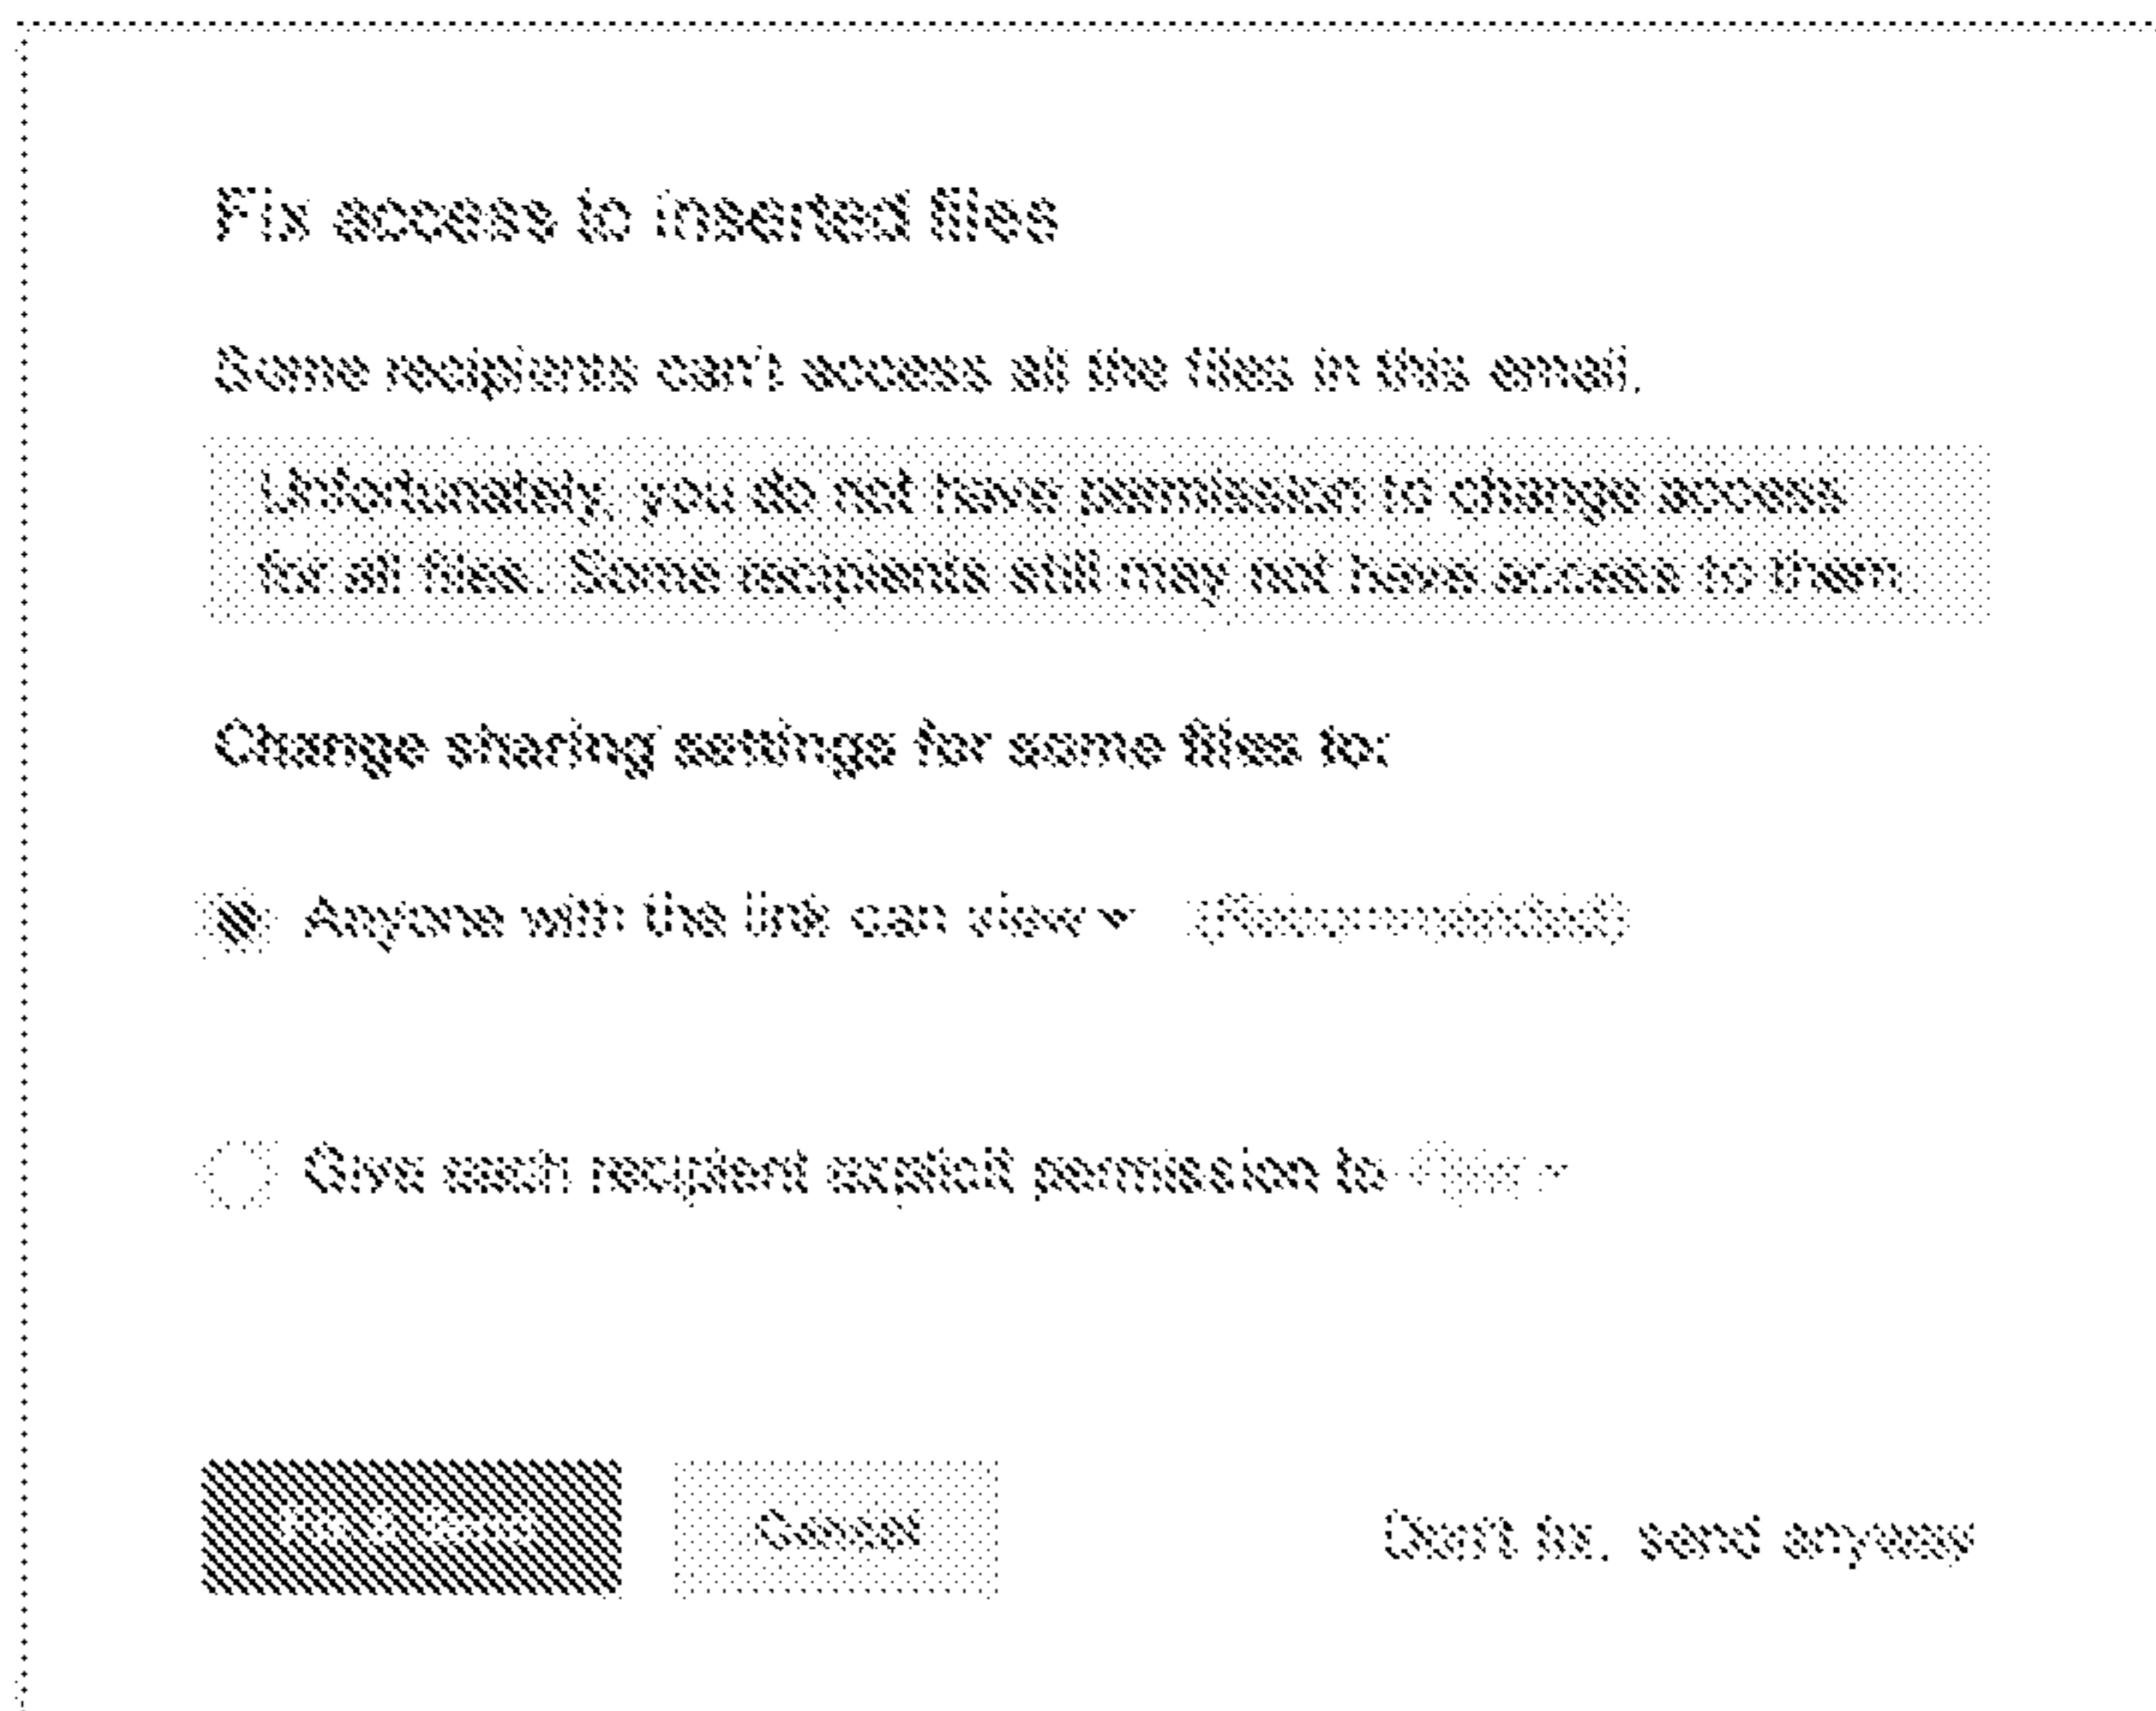 Fix access to inserted files
Some recipients can't access all the files in this email.
Unfortunately, you do not have permission to change access
for all files. Some recipients still may not have access to them.
Change sharing settings for some files to:
Anyone with the link can view (Recommended)
Give each recipient explicit permission to
Cancel
Don't fix, send anyway